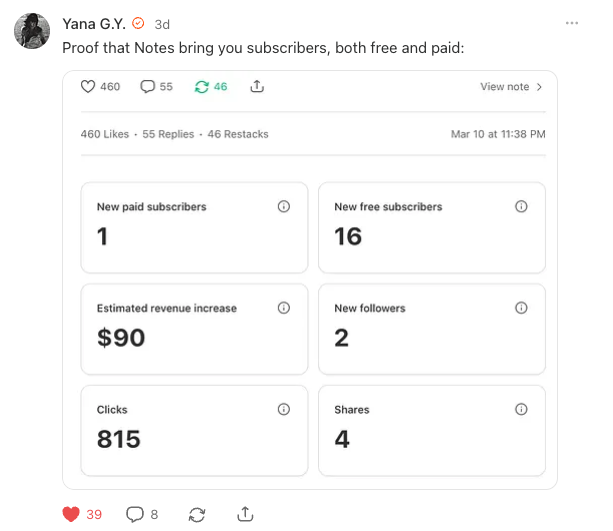 Yana G.Y. 3d
Proof that Notes bring you subscribers, both free and paid:
460 55 46 View note
460 Likes · 55 Replies · 46 Restacks Mar 10 at 11:38 PM
New paid subscribers New free subscribers
1 16
Estimated revenue increase New followers
$90 2
Clicks Shares
815 4
39 8